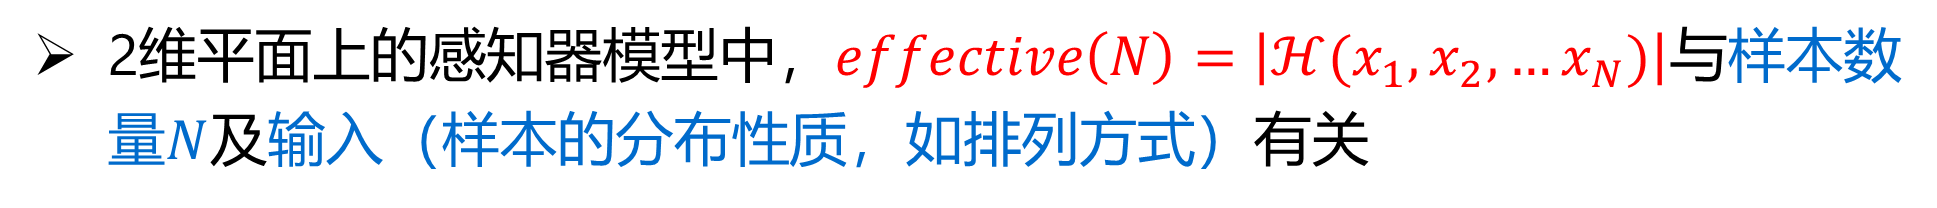 ➢ 2维平面上的感知器模型中，effective(N) = |ℋ(x₁, x₂, … x_N)|与样本数
量N及输入（样本的分布性质，如排列方式）有关